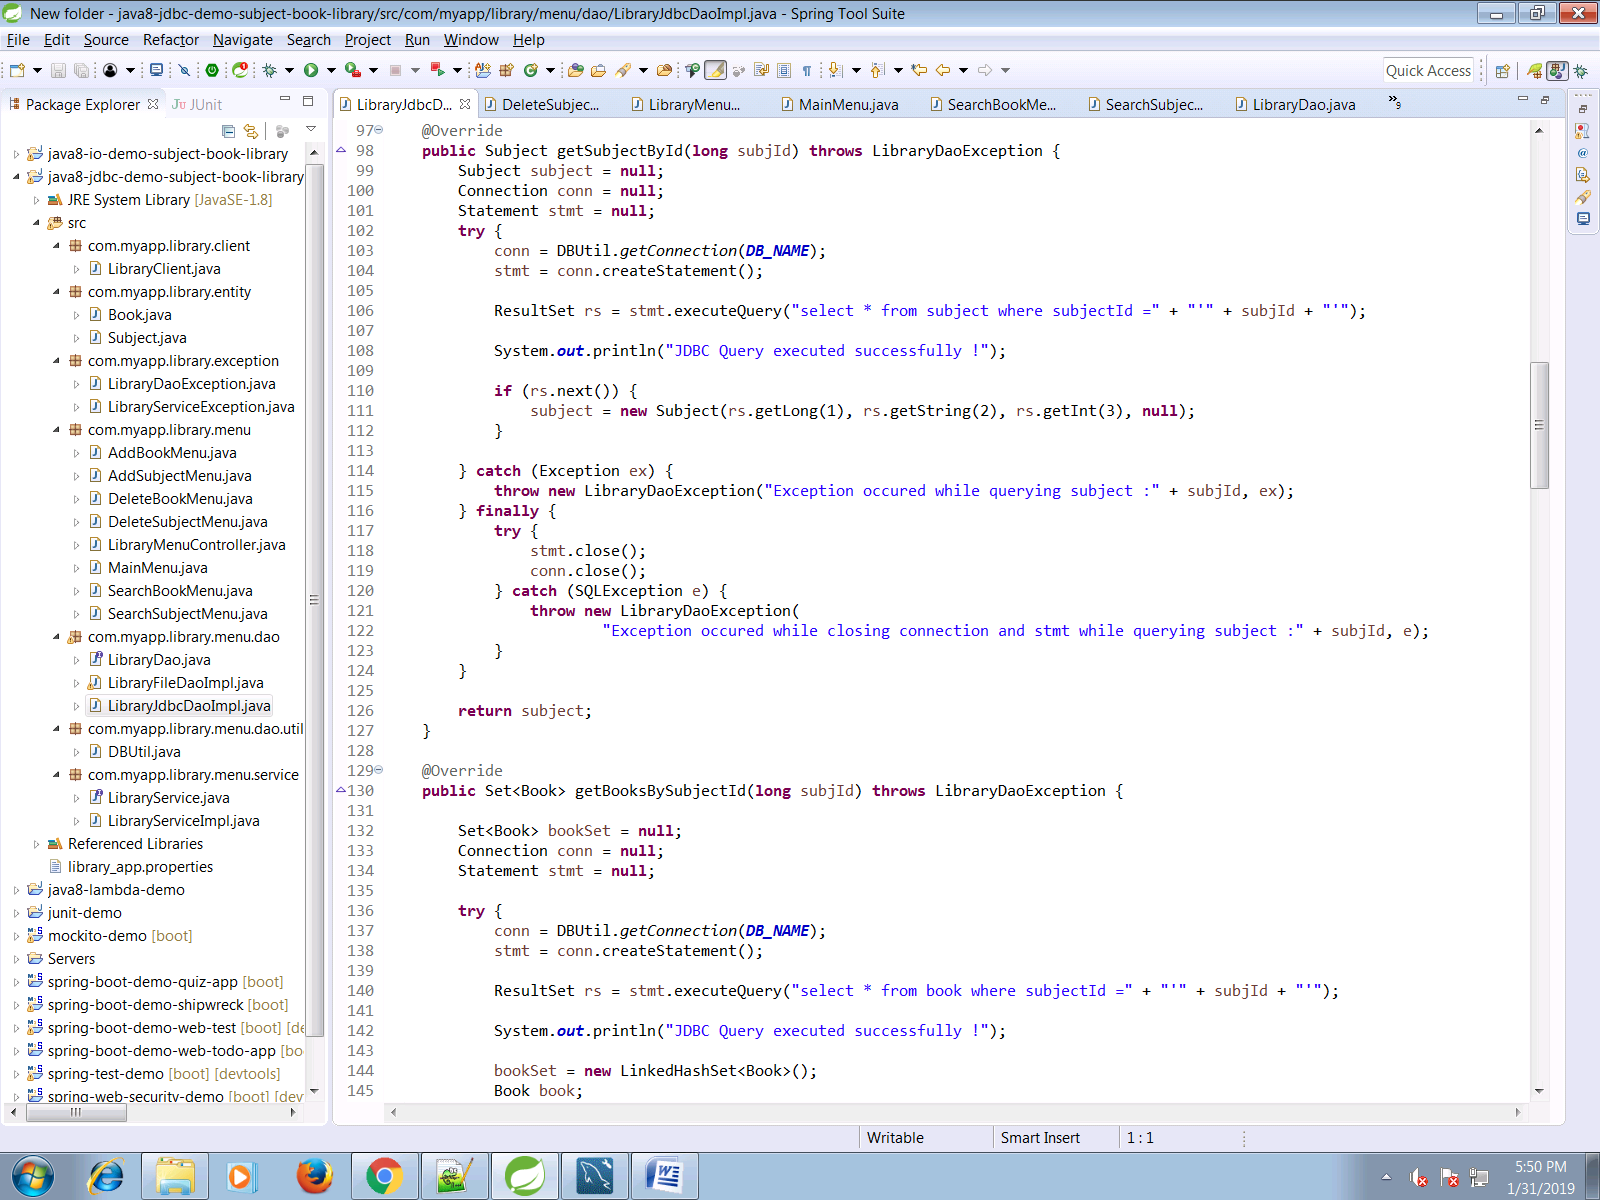 New folder - java8-jdbc-demo-subject-book-library/src/com/myapp/library/menu/dao/LibraryJdbcDaoImpl.java - Spring Tool Suite
File Edit Source Refactor Navigate Search Project Run Window Help
Quick Access
Package Explorer
JUnit
LibraryJdbcD...
DeleteSubjec...
LibraryMenu...
MainMenu.java
SearchBookMe...
SearchSubjec...
LibraryDao.java
»9
java8-io-demo-subject-book-library
java8-jdbc-demo-subject-book-library
JRE System Library [JavaSE-1.8]
src
com.myapp.library.client
LibraryClient.java
com.myapp.library.entity
Book.java
Subject.java
com.myapp.library.exception
LibraryDaoException.java
LibraryServiceException.java
com.myapp.library.menu
AddBookMenu.java
AddSubjectMenu.java
DeleteBookMenu.java
DeleteSubjectMenu.java
LibraryMenuController.java
MainMenu.java
SearchBookMenu.java
SearchSubjectMenu.java
com.myapp.library.menu.dao
LibraryDao.java
LibraryFileDaoImpl.java
LibraryJdbcDaoImpl.java
com.myapp.library.menu.dao.util
DBUtil.java
com.myapp.library.menu.service
LibraryService.java
LibraryServiceImpl.java
Referenced Libraries
library_app.properties
java8-lambda-demo
junit-demo
mockito-demo [boot]
Servers
spring-boot-demo-quiz-app [boot]
spring-boot-demo-shipwreck [boot]
spring-boot-demo-web-test [boot] [de
spring-boot-demo-web-todo-app [bo
spring-test-demo [boot] [devtools]
spring-web-security-demo [boot] [dev
97 @Override
98 public Subject getSubjectById(long subjId) throws LibraryDaoException {
99 Subject subject = null;
100 Connection conn = null;
101 Statement stmt = null;
102 try {
103 conn = DBUtil.getConnection(DB_NAME);
104 stmt = conn.createStatement();
105
106 ResultSet rs = stmt.executeQuery("select * from subject where subjectId =" + "'" + subjId + "'");
107
108 System.out.println("JDBC Query executed successfully !");
109
110 if (rs.next()) {
111 subject = new Subject(rs.getLong(1), rs.getString(2), rs.getInt(3), null);
112 }
113
114 } catch (Exception ex) {
115 throw new LibraryDaoException("Exception occured while querying subject :" + subjId, ex);
116 } finally {
117 try {
118 stmt.close();
119 conn.close();
120 } catch (SQLException e) {
121 throw new LibraryDaoException(
122 "Exception occured while closing connection and stmt while querying subject :" + subjId, e);
123 }
124 }
125
126 return subject;
127 }
128
129 @Override
130 public Set<Book> getBooksBySubjectId(long subjId) throws LibraryDaoException {
131
132 Set<Book> bookSet = null;
133 Connection conn = null;
134 Statement stmt = null;
135
136 try {
137 conn = DBUtil.getConnection(DB_NAME);
138 stmt = conn.createStatement();
139
140 ResultSet rs = stmt.executeQuery("select * from book where subjectId =" + "'" + subjId + "'");
141
142 System.out.println("JDBC Query executed successfully !");
143
144 bookSet = new LinkedHashSet<Book>();
145 Book book;
Writable
Smart Insert
1 : 1
5:50 PM
1/31/2019